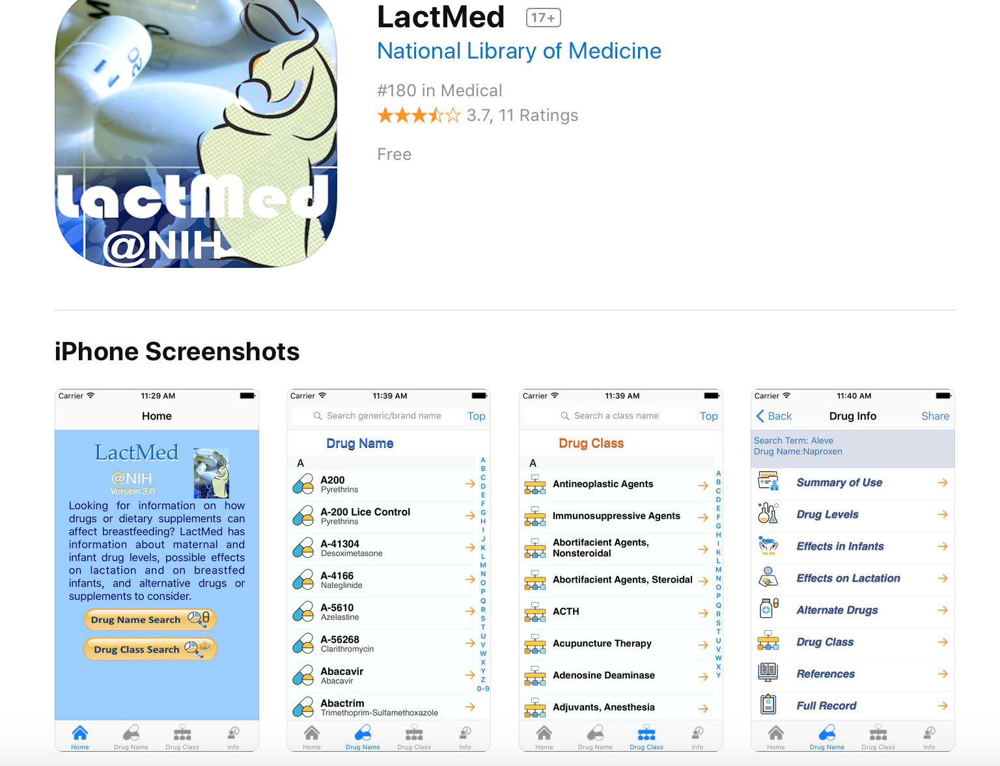 LactMed 17+
National Library of Medicine
#180 in Medical
3.7, 11 Ratings
Free
LactMed
@NIH
iPhone Screenshots
Carrier 11:29 AM
Home
LactMed
@NIH
Version 3.0
Looking for information on how
drugs or dietary supplements can
affect breastfeeding? LactMed has
information about maternal and
infant drug levels, possible effects
on lactation and on breastfed
infants, and alternative drugs or
supplements to consider.
Drug Name Search
Drug Class Search
Home Drug Name Drug Class Info
Carrier 11:39 AM
Search generic/brand name Top
Drug Name
A
A200
Pyrethrins
A-200 Lice Control
Pyrethrins
A-41304
Desoximetasone
A-4166
Nateglinide
A-5610
Azelastine
A-56268
Clarithromycin
Abacavir
Abacavir
Abactrim
Trimethoprim-Sulfamethoxazole
A
B
C
D
E
F
G
H
I
J
K
L
M
N
O
P
Q
R
S
T
U
V
W
X
Y
Z
0-9
Home Drug Name Drug Class Info
Carrier 11:39 AM
Search a class name Top
Drug Class
A
Antineoplastic Agents
Immunosuppressive Agents
Abortifacient Agents,
Nonsteroidal
Abortifacient Agents, Steroidal
ACTH
Acupuncture Therapy
Adenosine Deaminase
Adjuvants, Anesthesia
A
B
C
D
E
F
G
H
I
K
L
M
N
O
P
Q
R
S
T
U
V
W
X
Y
Home Drug Name Drug Class Info
Carrier 11:40 AM
Back Drug Info Share
Search Term: Aleve
Drug Name:Naproxen
Summary of Use
Drug Levels
Effects in Infants
Effects on Lactation
Alternate Drugs
Drug Class
References
Full Record
Home Drug Name Drug Class Info